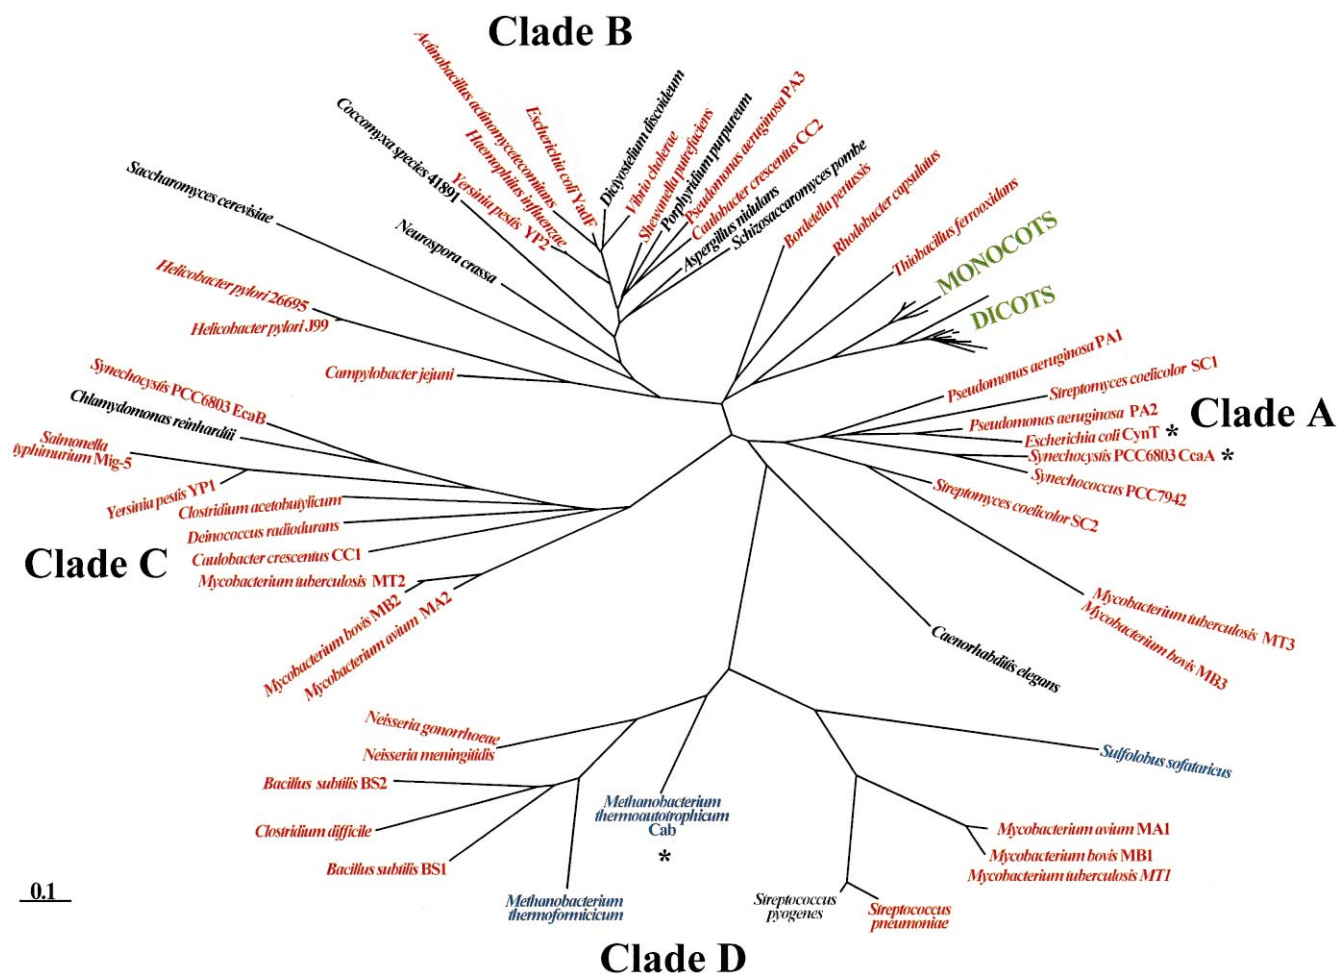 Clade B
Actinobacillus actinomycetecomitans
Haemophilus influenzae
Yersinia pestis YP2
Escherichia coli YadF
Dictyostelium discoideum
Vibrio cholerae
Shewanella purefaciens
Porphyridium purpureum
Pseudomonas aeruginosa PA3
Caulobacter crescentus CC2
Aspergillus nidulans
Schizosaccaromyces pombe
Bordetella pertussis
Rhodobacter capsulatus
Thiobacillus ferrooxidans
MONOCOTS
DICOTS
Coccomyxa species 41891
Saccharomyces cerevisiae
Neurospora crassa
Helicobacter pylori 26695
Helicobacter pylori J99
Campylobacter jejuni
Pseudomonas aeruginosa PA1
Streptomyces coelicolor SC1
Pseudomonas aeruginosa PA2
Clade A
Escherichia coli CynT *
Synechocystis PCC6803 CcaA *
Synechococcus PCC7942
Streptomyces coelicolor SC2
Mycobacterium tuberculosis MT3
Mycobacterium bovis MB3
Caenorhabditis elegans
Synechocystis PCC6803 EcaB
Chlamydomonas reinhardtii
Salmonella
typhimurium Mig-5
Yersinia pestis YP1
Clostridium acetobutylicum
Deinococcus radiodurans
Caulobacter crescentus CC1
Clade C
Mycobacterium tuberculosis MT2
Mycobacterium bovis MB2
Mycobacterium avium MA2
Neisseria gonorrhoeae
Neisseria meningitidis
Bacillus subtilis BS2
Clostridium difficile
Bacillus subtilis BS1
Methanobacterium
thermoautotrophicum
Cab
*
Methanobacterium
thermoformicicum
Sulfolobus sofataricus
Mycobacterium avium MA1
Mycobacterium bovis MB1
Mycobacterium tuberculosis MT1
Streptococcus
pyogenes
Streptococcus
pneumoniae
0.1
Clade D